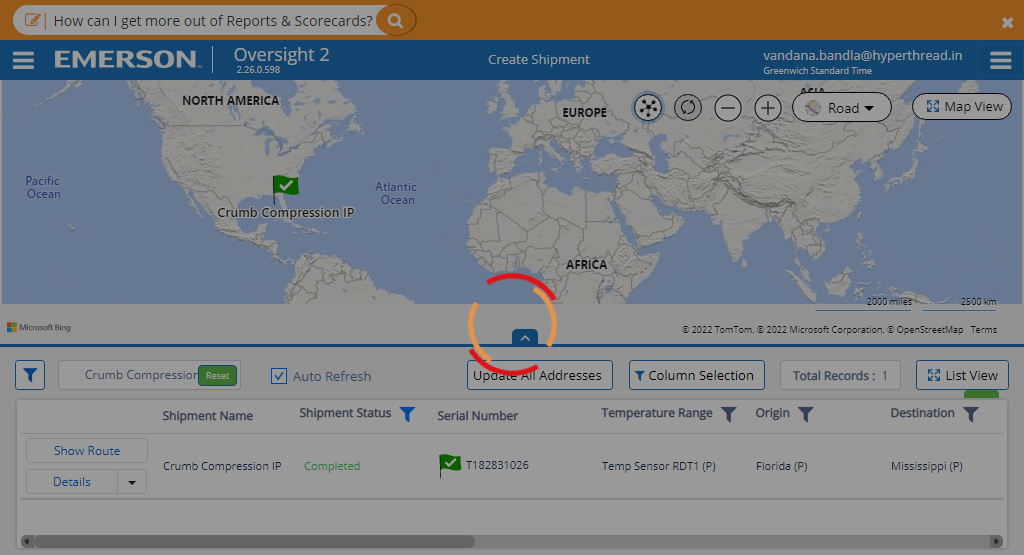 How can I get more out of Reports & Scorecards?
EMERSON
Oversight 2
2.26.0.598
Create Shipment
vandana.bandla@hyperthread.in
Greenwich Standard Time
NORTH AMERICA
EUROPE
ASIA
Road
Map View
Pacific
Ocean
Atlantic
Ocean
Crumb Compression IP
AFRICA
2000 miles
2500 km
Microsoft Bing
© 2022 TomTom, © 2022 Microsoft Corporation, © OpenStreetMap Terms
Crumb Compression
Reset
Auto Refresh
Update All Addresses
Column Selection
Total Records : 1
List View
Shipment Name
Shipment Status
Serial Number
Temperature Range
Origin
Destination
Show Route
Details
Crumb Compression IP
Completed
T182831026
Temp Sensor RDT1 (P)
Florida (P)
Mississippi (P)